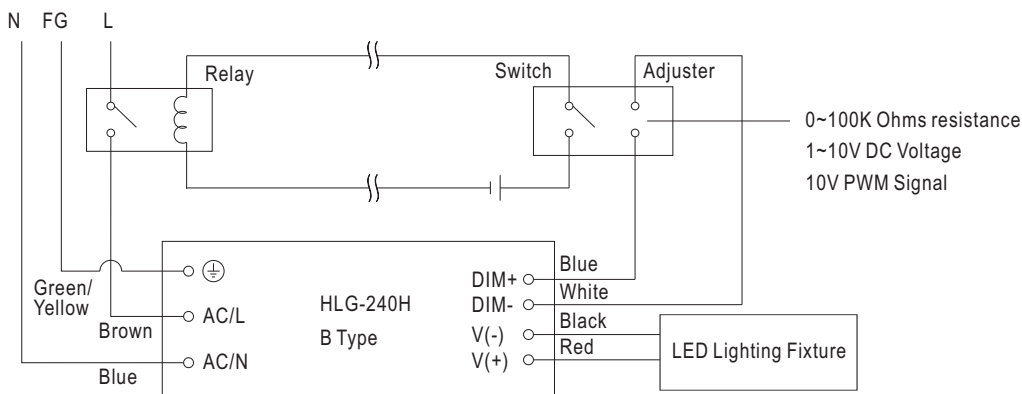 N FG L
Relay
Switch
Adjuster
0~100K Ohms resistance
1~10V DC Voltage
10V PWM Signal
Green/
Yellow
Brown
Blue
AC/L
AC/N
HLG-240H
B Type
DIM+
DIM-
V(-)
V(+)
Blue
White
Black
Red
LED Lighting Fixture